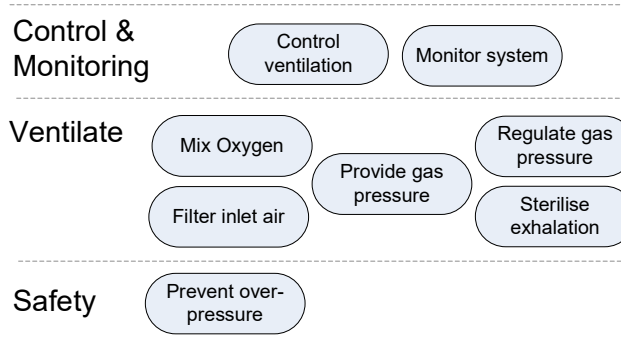 Control &
Monitoring
Control
ventilation
Monitor system
Ventilate
Mix Oxygen
Filter inlet air
Provide gas
pressure
Regulate gas
pressure
Sterilise
exhalation
Safety
Prevent over-
pressure